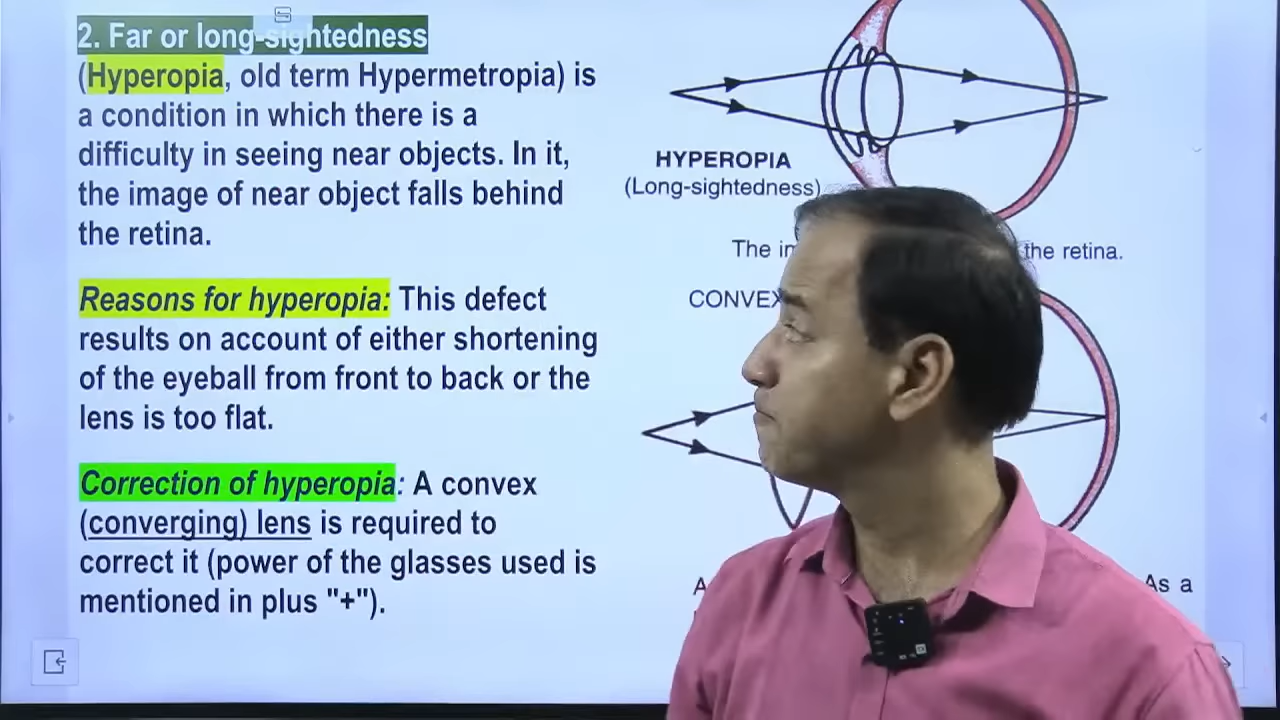 2. Far or long-sightedness
(Hyperopia, old term Hypermetropia) is
a condition in which there is a
difficulty in seeing near objects. In it,
the image of near object falls behind
the retina.
Reasons for hyperopia: This defect
results on account of either shortening
of the eyeball from front to back or the
lens is too flat.
Correction of hyperopia: A convex
(converging) lens is required to
correct it (power of the glasses used is
mentioned in plus "+").
HYPEROPIA
(Long-sightedness)
The the retina.
CONVEX
As a